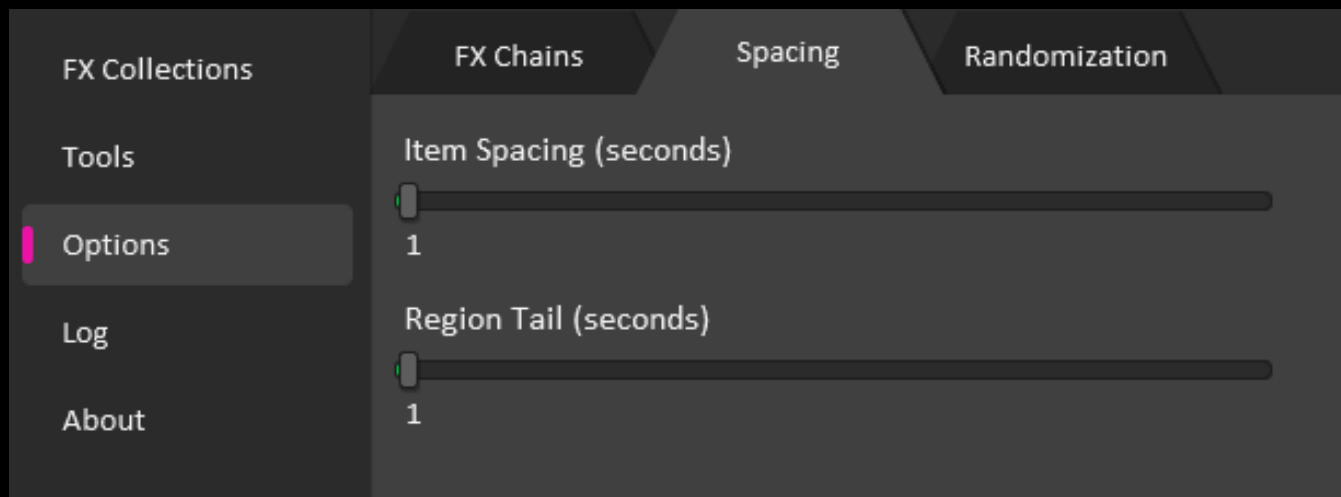 FX Collections
Tools
Options
Log
About
FX Chains
Spacing
Randomization
Item Spacing (seconds)
1
Region Tail (seconds)
1